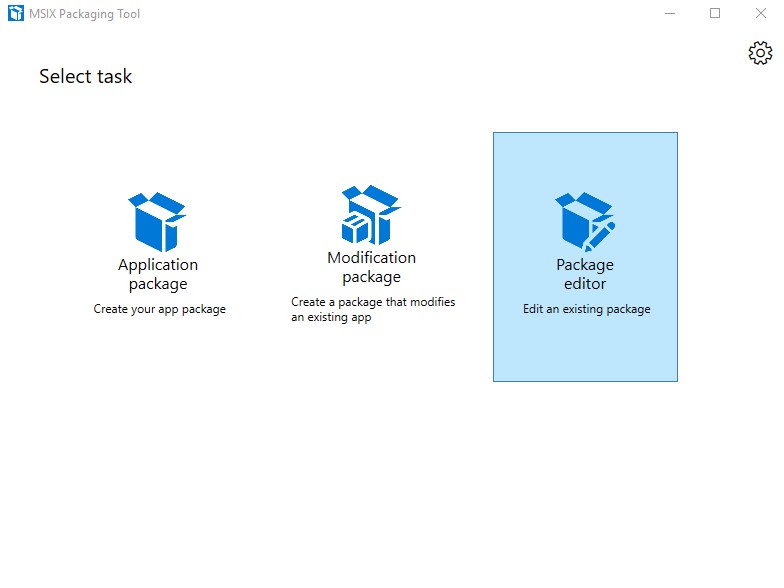 MSIX Packaging Tool
Select task
Application
package
Create your app package
Modification
package
Create a package that modifies
an existing app
Package
editor
Edit an existing package